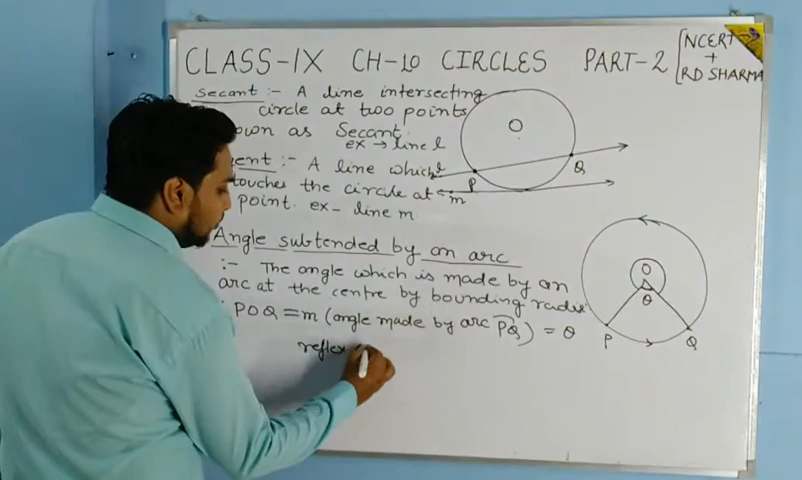 CLASS-IX CH-10 CIRCLES PART-2 [NCERT + RD SHARMA
Secant :- A line intersecting
circle at two points
own as Secant.
ex → line l
ent :- A line which
touches the circle at
point. ex- line m
O
l
P
Q
m
Angle subtended by an arc
:- The angle which is made by an
arc at the centre by bounding radii
POQ = m (angle made by arc PQ) = θ
reflex
O
θ
P
Q